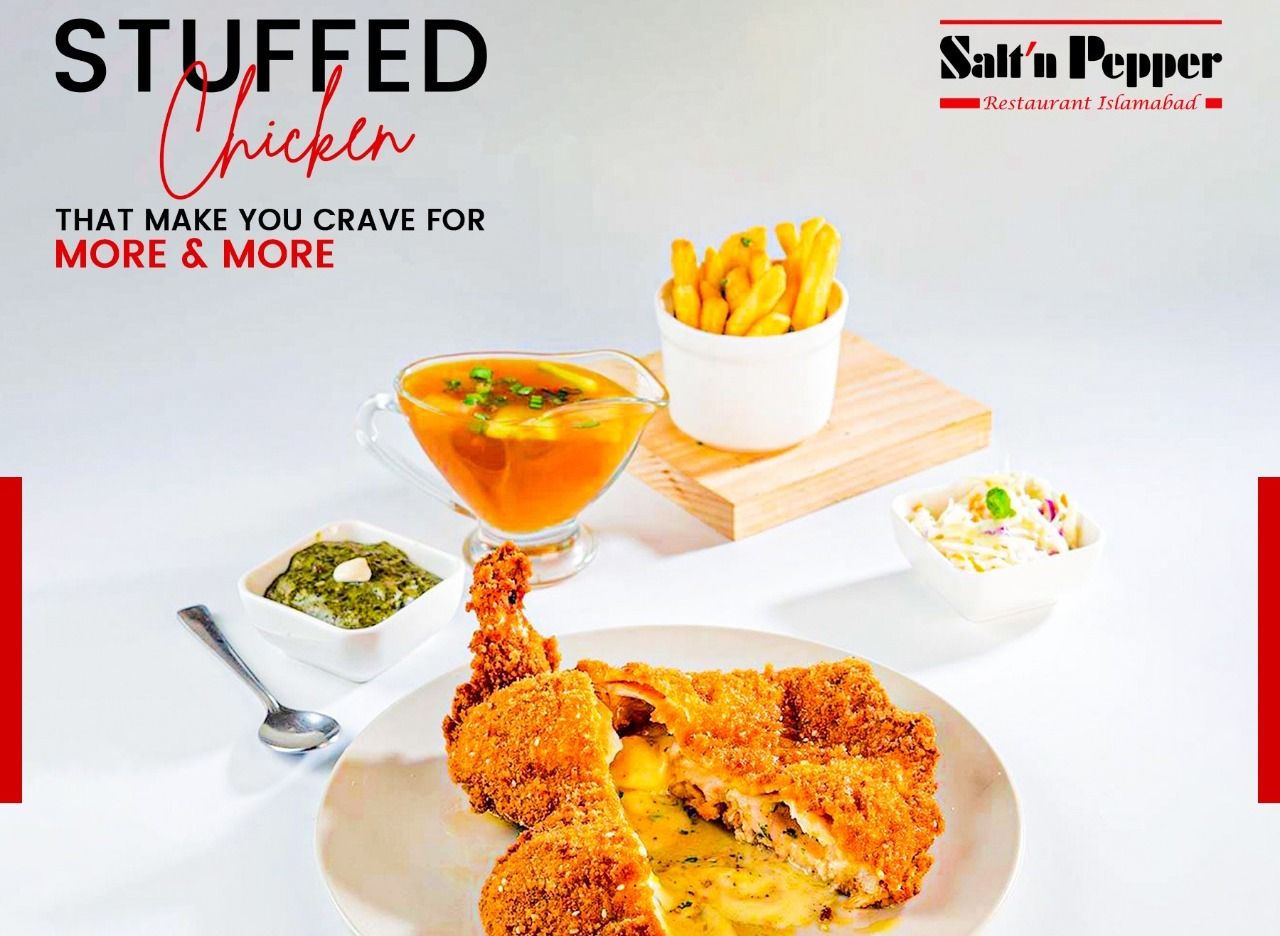 STUFFED
Chicken
THAT MAKE YOU CRAVE FOR
MORE & MORE
Salt'n Pepper
Restaurant Islamabad